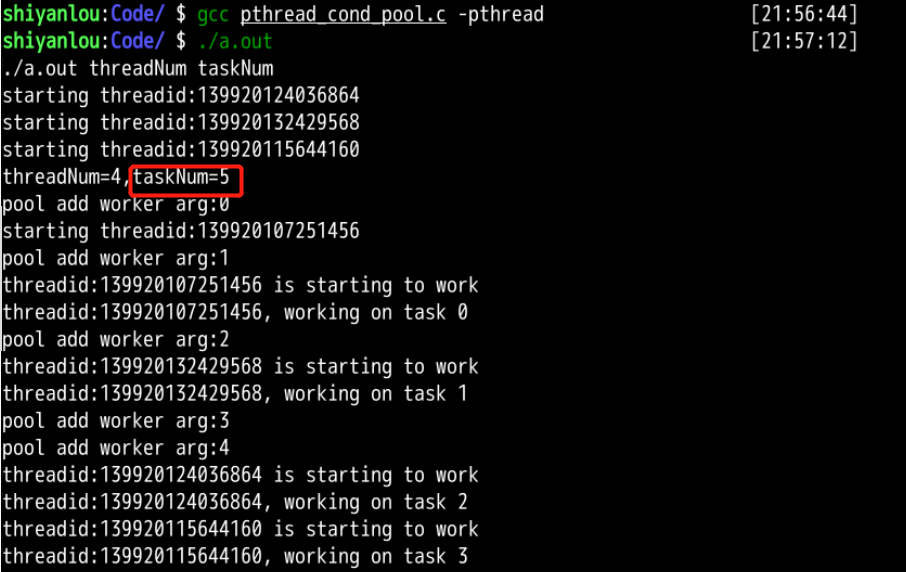 shiyanlou:Code/ $ gcc pthread_cond_pool.c -pthread [21:56:44]
shiyanlou:Code/ $ ./a.out [21:57:12]
./a.out threadNum taskNum
starting threadid:139920124036864
starting threadid:139920132429568
starting threadid:139920115644160
threadNum=4,taskNum=5
pool add worker arg:0
starting threadid:139920107251456
pool add worker arg:1
threadid:139920107251456 is starting to work
threadid:139920107251456, working on task 0
pool add worker arg:2
threadid:139920132429568 is starting to work
threadid:139920132429568, working on task 1
pool add worker arg:3
pool add worker arg:4
threadid:139920124036864 is starting to work
threadid:139920124036864, working on task 2
threadid:139920115644160 is starting to work
threadid:139920115644160, working on task 3